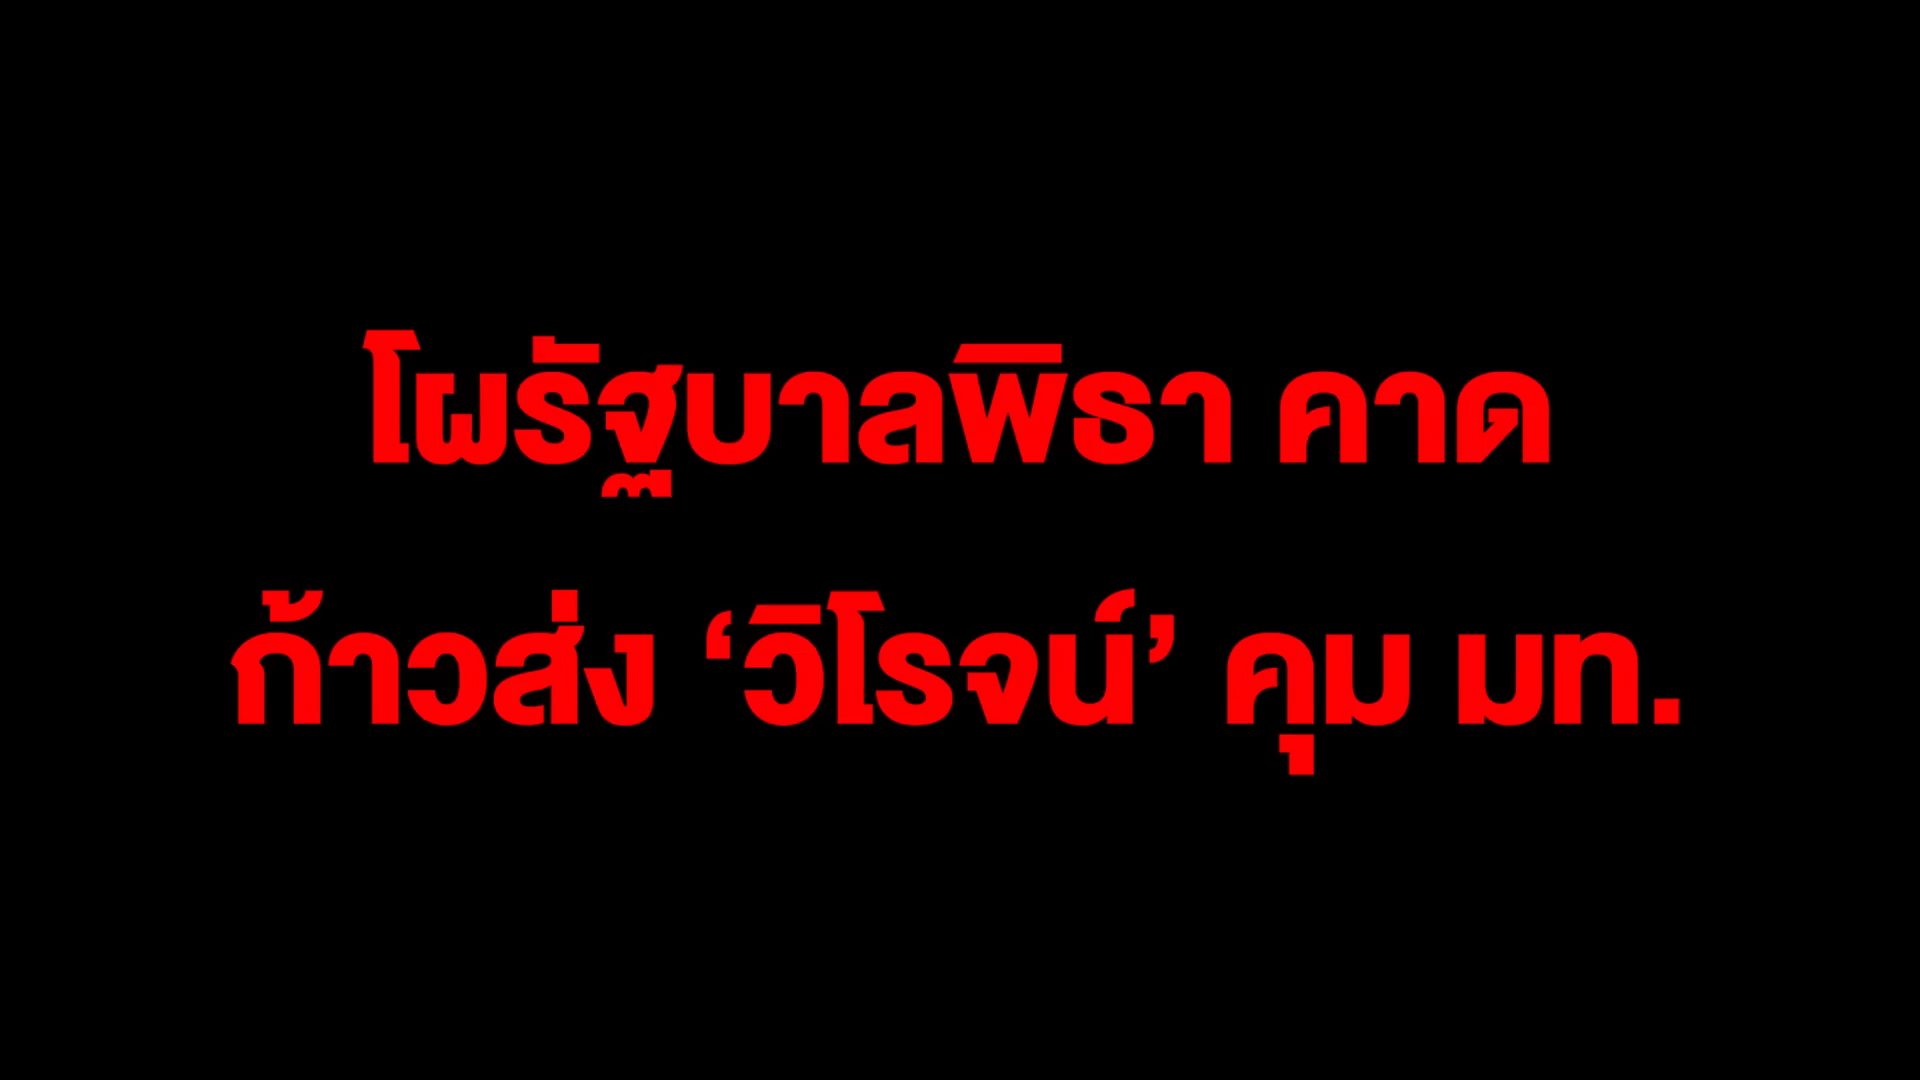 โผรัฐบาลพิธา คาด
ก้าวส่ง ‘วิโรจน์’ คุม มท.